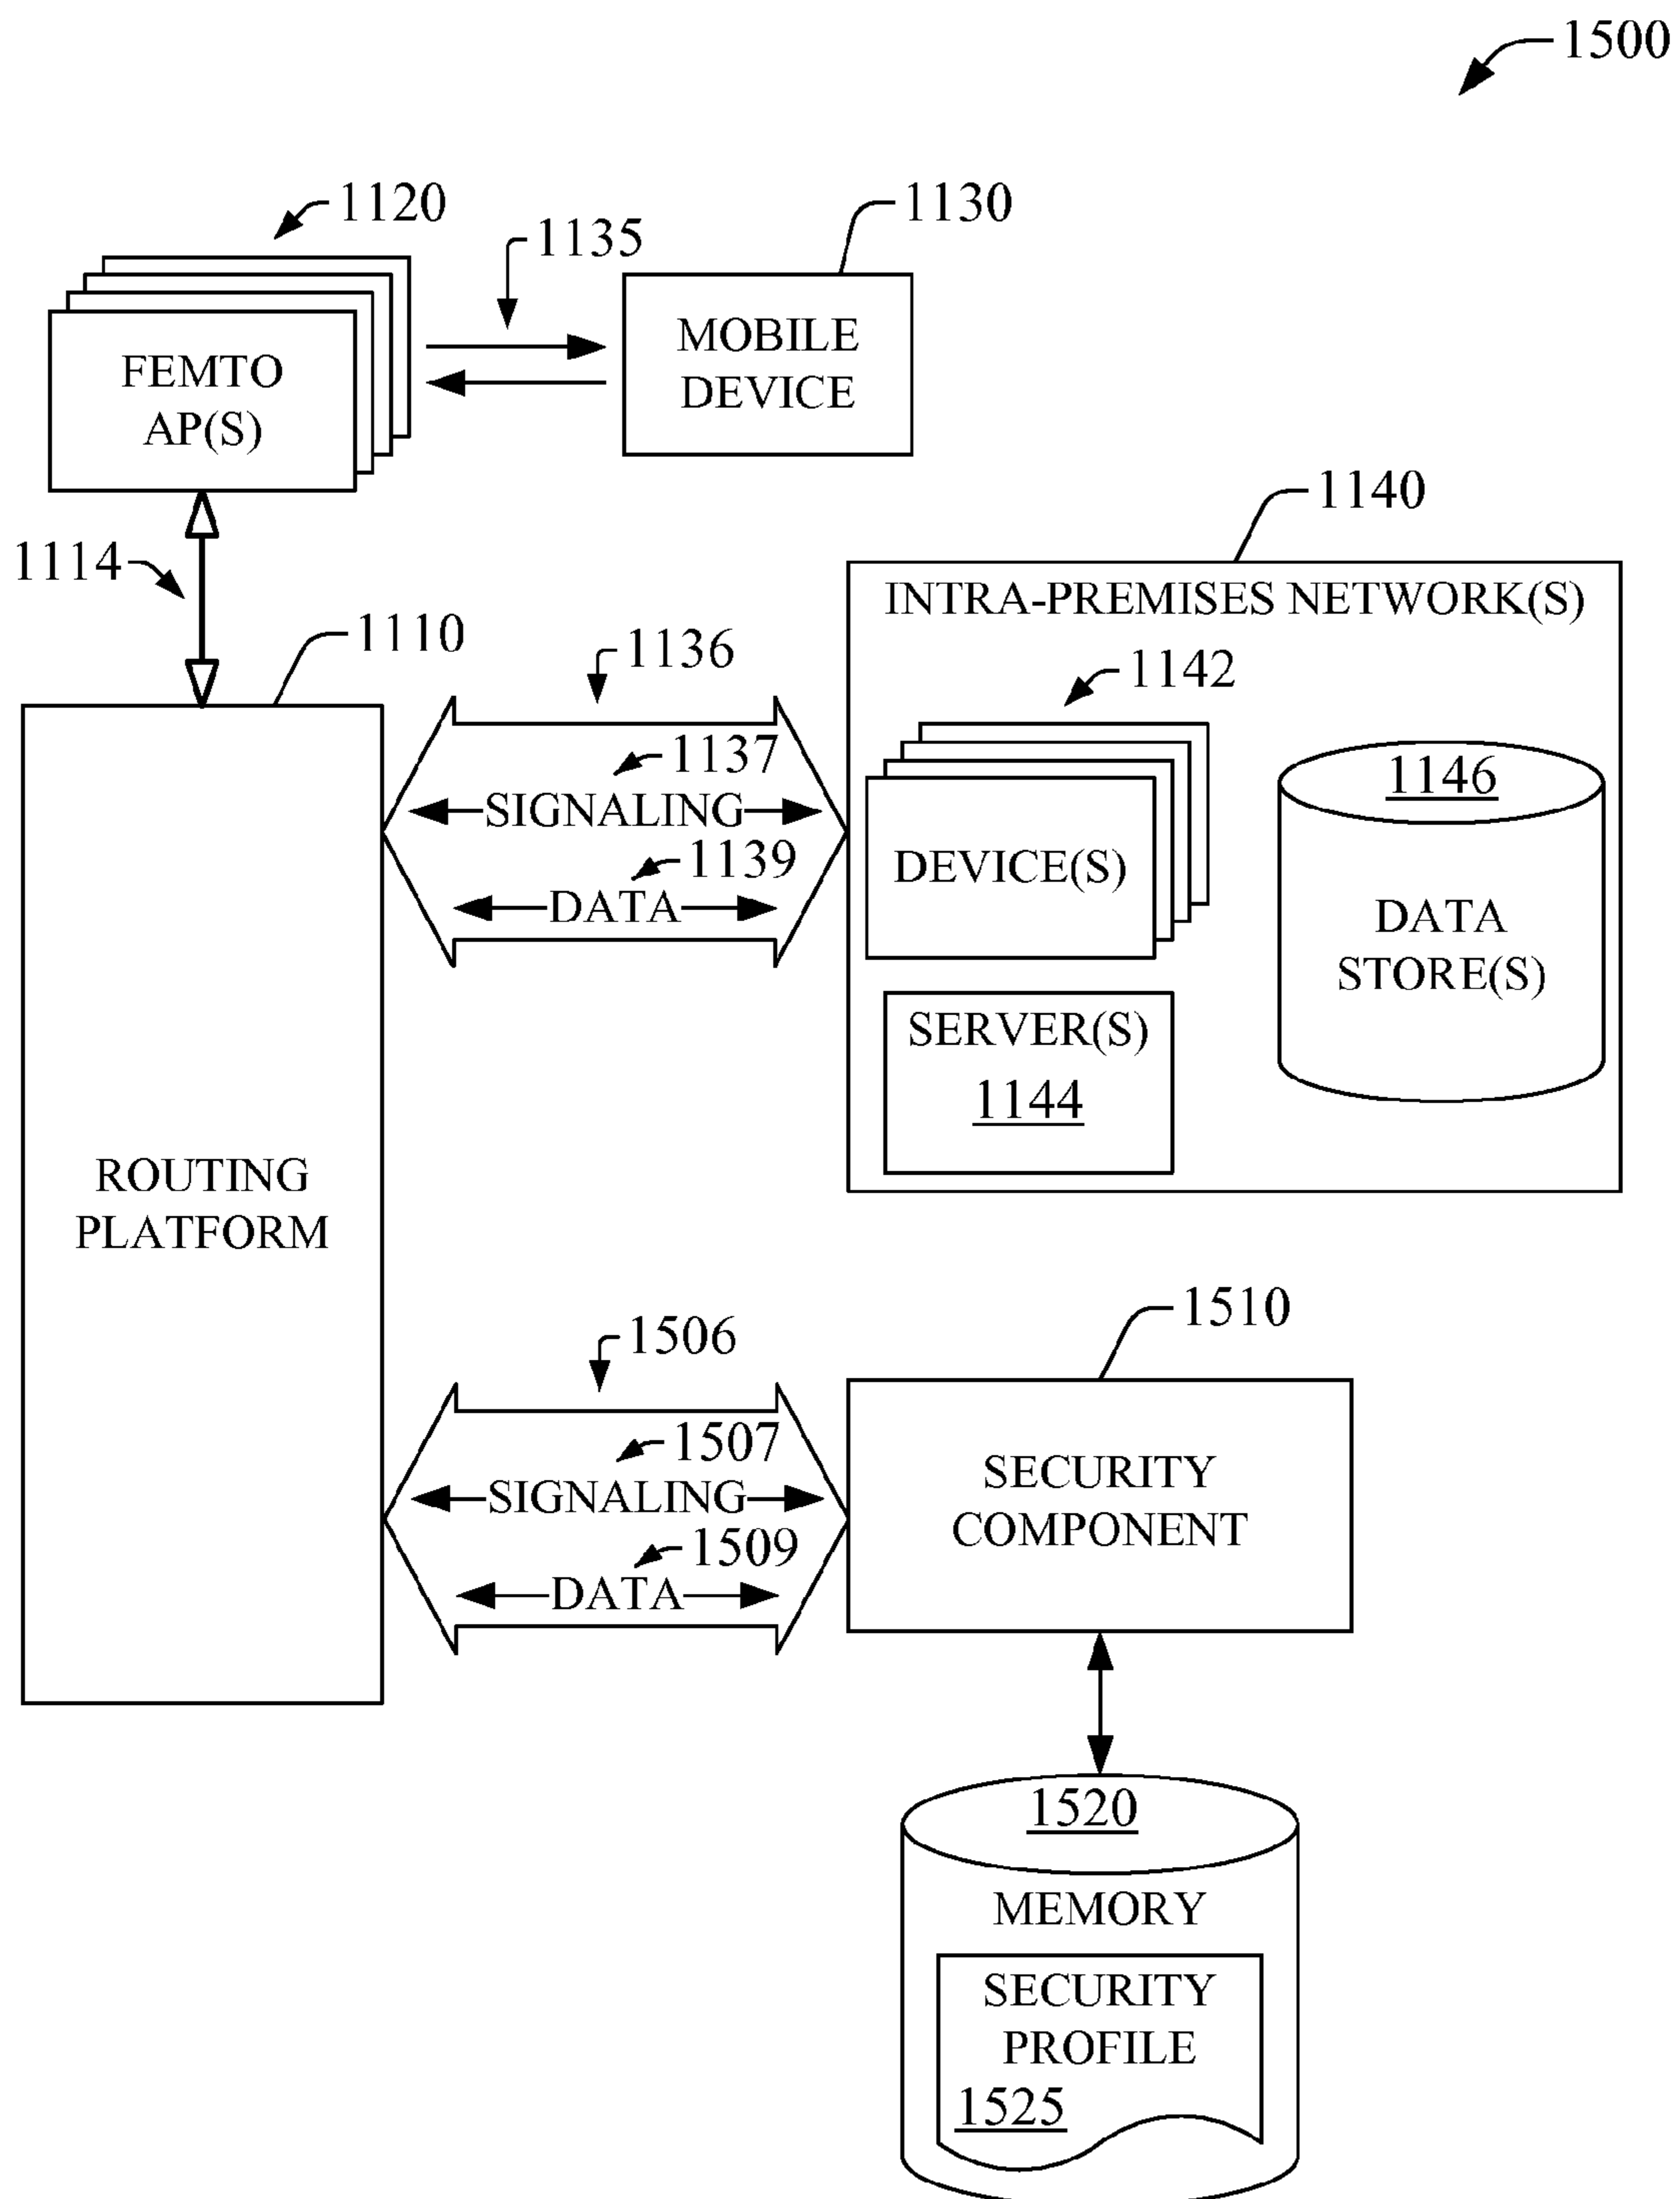 1500
1120
1135
1130
FEMTO
AP(S)
MOBILE
DEVICE
1114
1110
1140
INTRA-PREMISES NETWORK(S)
1136
1137
SIGNALING
1139
DATA
1142
DEVICE(S)
1146
DATA
STORE(S)
SERVER(S)
1144
ROUTING
PLATFORM
1506
1507
SIGNALING
1509
DATA
1510
SECURITY
COMPONENT
1520
MEMORY
SECURITY
PROFILE
1525